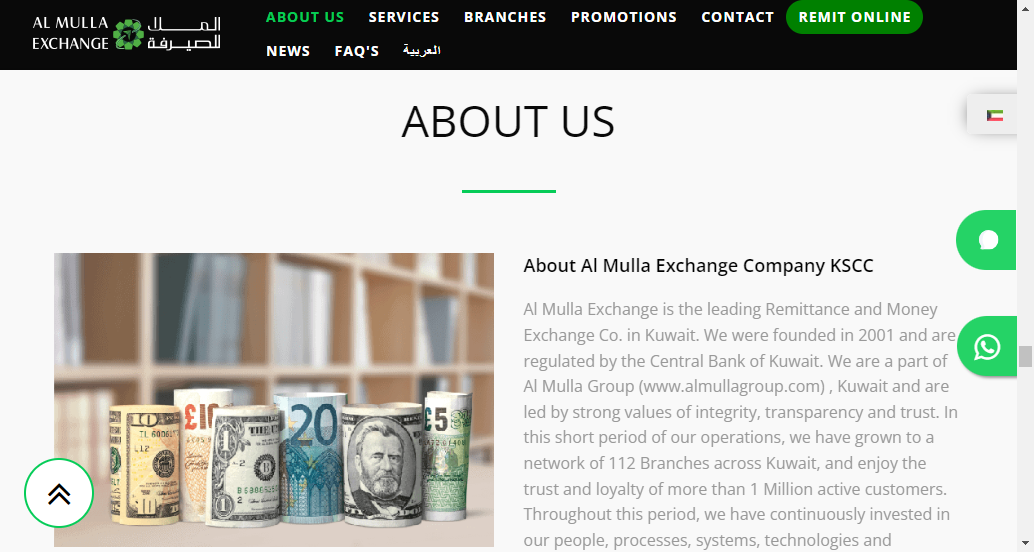 AL MULLA
EXCHANGE
المـــلا
للصيرفة
ABOUT US
SERVICES
BRANCHES
PROMOTIONS
CONTACT
REMIT ONLINE
NEWS
FAQ'S
العربية
ABOUT US
About Al Mulla Exchange Company KSCC
Al Mulla Exchange is the leading Remittance and Money
Exchange Co. in Kuwait. We were founded in 2001 and are
regulated by the Central Bank of Kuwait. We are a part of
Al Mulla Group (www.almullagroup.com) , Kuwait and are
led by strong values of integrity, transparency and trust. In
this short period of our operations, we have grown to a
network of 112 Branches across Kuwait, and enjoy the
trust and loyalty of more than 1 Million active customers.
Throughout this period, we have continuously invested in
our people, processes, systems, technologies and
10
£10
1
20
£5